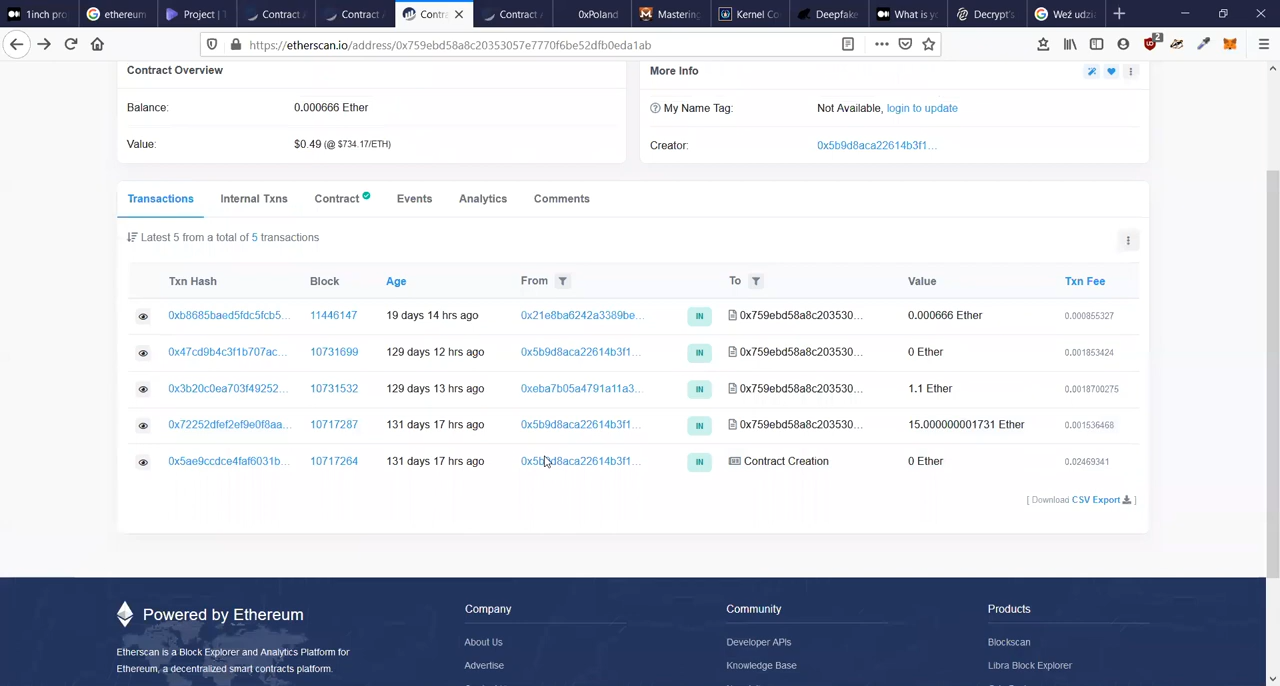 1inch pro
ethereum
Project | T
Contract A
Contract A
Contra
Contract A
0xPoland
Mastering
Kernel Co
Deepfake
What is yo
Decrypt's
Weź udzia
https://etherscan.io/address/0x759ebd58a8c20353057e7770f6be52dfb0eda1ab
2
Contract Overview
Balance: 0.000666 Ether
Value: $0.49 (@ $734.17/ETH)
More Info
My Name Tag: Not Available, login to update
Creator: 0x5b9d8aca22614b3f1...
Transactions Internal Txns Contract Events Analytics Comments
Latest 5 from a total of 5 transactions
Txn Hash Block Age From To Value Txn Fee
0xb8685baed5fdc5fcb5... 11446147 19 days 14 hrs ago 0x21e8ba6242a3389be... IN 0x759ebd58a8c203530... 0.000666 Ether 0.000855327
0x47cd9b4c3f1b707ac... 10731699 129 days 12 hrs ago 0x5b9d8aca22614b3f1... IN 0x759ebd58a8c203530... 0 Ether 0.001853424
0x3b20c0ea703f49252... 10731532 129 days 13 hrs ago 0xeba7b05a4791a11a3... IN 0x759ebd58a8c203530... 1.1 Ether 0.0018700275
0x72252dfef2ef9e0f8aa... 10717287 131 days 17 hrs ago 0x5b9d8aca22614b3f1... IN 0x759ebd58a8c203530... 15.000000001731 Ether 0.001536468
0x5ae9ccdce4faf6031b... 10717264 131 days 17 hrs ago 0x5b9d8aca22614b3f1... IN Contract Creation 0 Ether 0.02469341
[ Download CSV Export ]
Powered by Ethereum
Etherscan is a Block Explorer and Analytics Platform for
Ethereum, a decentralized smart contracts platform.
Company
About Us
Advertise
Community
Developer APIs
Knowledge Base
Products
Blockscan
Libra Block Explorer